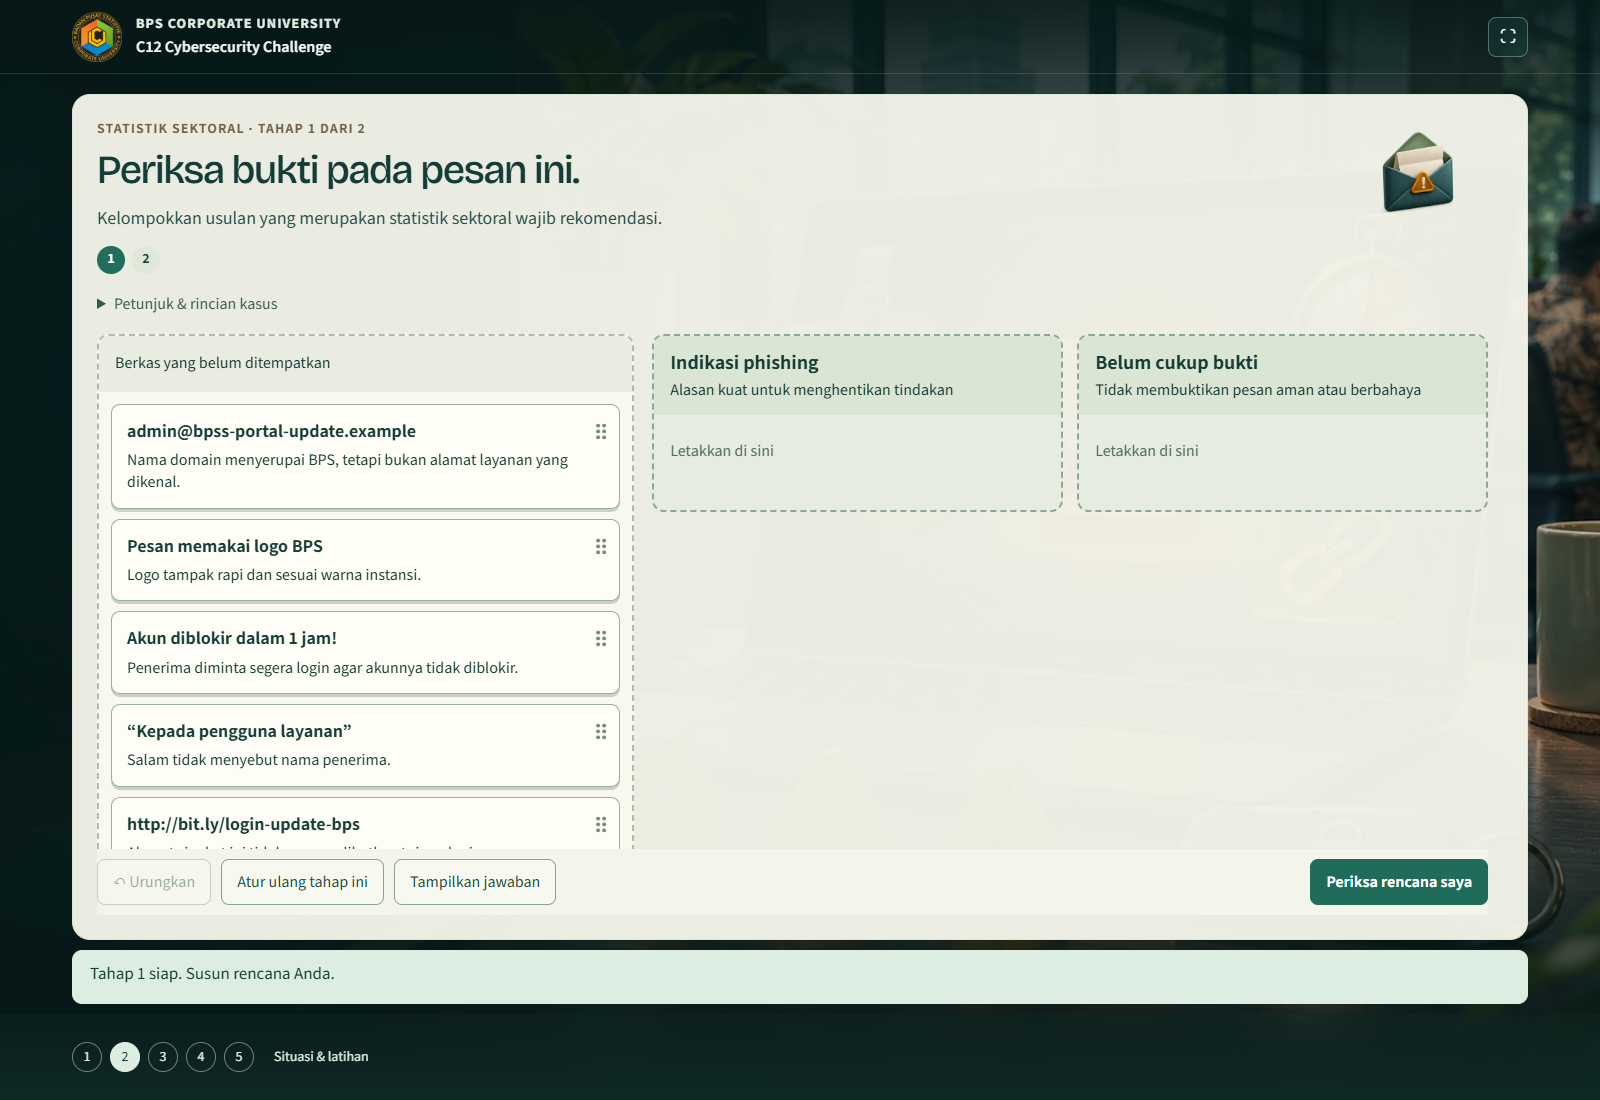 BPS CORPORATE UNIVERSITY
C12 Cybersecurity Challenge
STATISTIK SEKTORAL · TAHAP 1 DARI 2
Periksa bukti pada pesan ini.
Kelompokkan usulan yang merupakan statistik sektoral wajib rekomendasi.
1 2
Petunjuk & rincian kasus
Berkas yang belum ditempatkan
admin@bpss-portal-update.example
Nama domain menyerupai BPS, tetapi bukan alamat layanan yang
dikenal.
Pesan memakai logo BPS
Logo tampak rapi dan sesuai warna instansi.
Akun diblokir dalam 1 jam!
Penerima diminta segera login agar akunnya tidak diblokir.
“Kepada pengguna layanan”
Salam tidak menyebut nama penerima.
http://bit.ly/login-update-bps
Indikasi phishing
Alasan kuat untuk menghentikan tindakan
Letakkan di sini
Belum cukup bukti
Tidak membuktikan pesan aman atau berbahaya
Letakkan di sini
Urungkan
Atur ulang tahap ini
Tampilkan jawaban
Periksa rencana saya
Tahap 1 siap. Susun rencana Anda.
1 2 3 4 5 Situasi & latihan